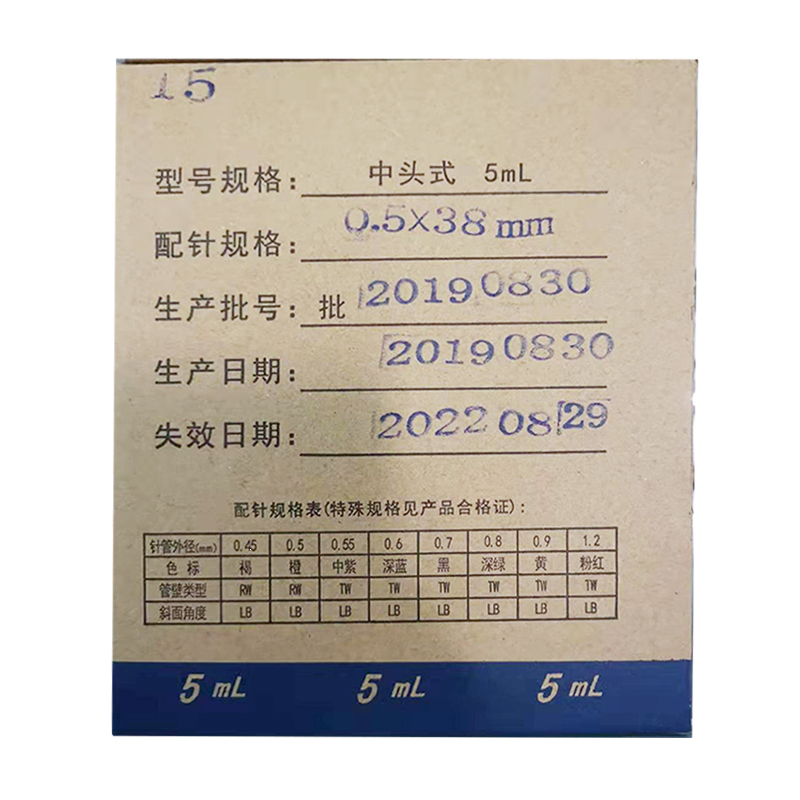 15
型号规格: 中头式 5mL
配针规格: 0.5×38mm
生产批号: 批 20190830
生产日期: 20190830
失效日期: 20220829
配针规格表(特殊规格见产品合格证):
针管外径(mm) 0.45 0.5 0.55 0.6 0.7 0.8 0.9 1.2
色标 褐 橙 中紫 深蓝 黑 深绿 黄 粉红
管壁类型 RW RW TW TW TW TW TW TW
斜面角度 LB LB LB LB LB LB LB LB
5 mL 5 mL 5 mL